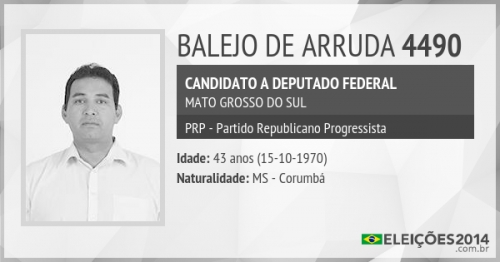 BALEJO DE ARRUDA 4490
CANDIDATO A DEPUTADO FEDERAL
MATO GROSSO DO SUL
PRP - Partido Republicano Progressista
Idade: 43 anos (15-10-1970)
Naturalidade: MS - Corumbá
ELEIÇÕES2014
.com.br